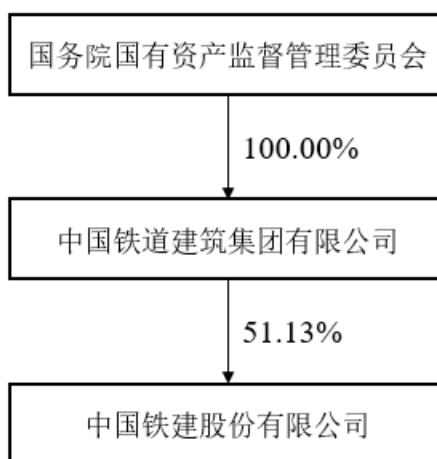 国务院国有资产监督管理委员会
100.00%
中国铁道建筑集团有限公司
51.13%
中国铁建股份有限公司